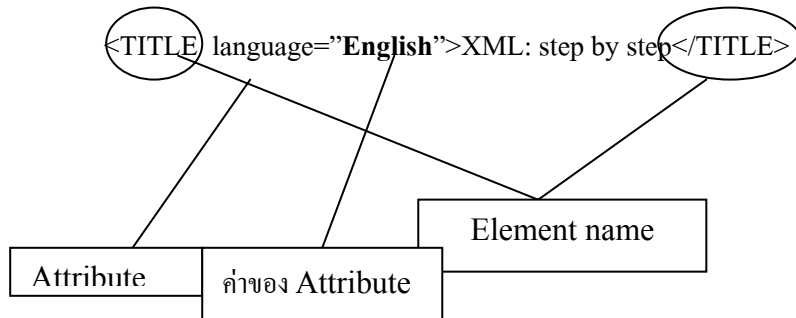 <TITLE language=”English”>XML: step by step</TITLE>
Element name
Attribute
ค่าของ Attribute